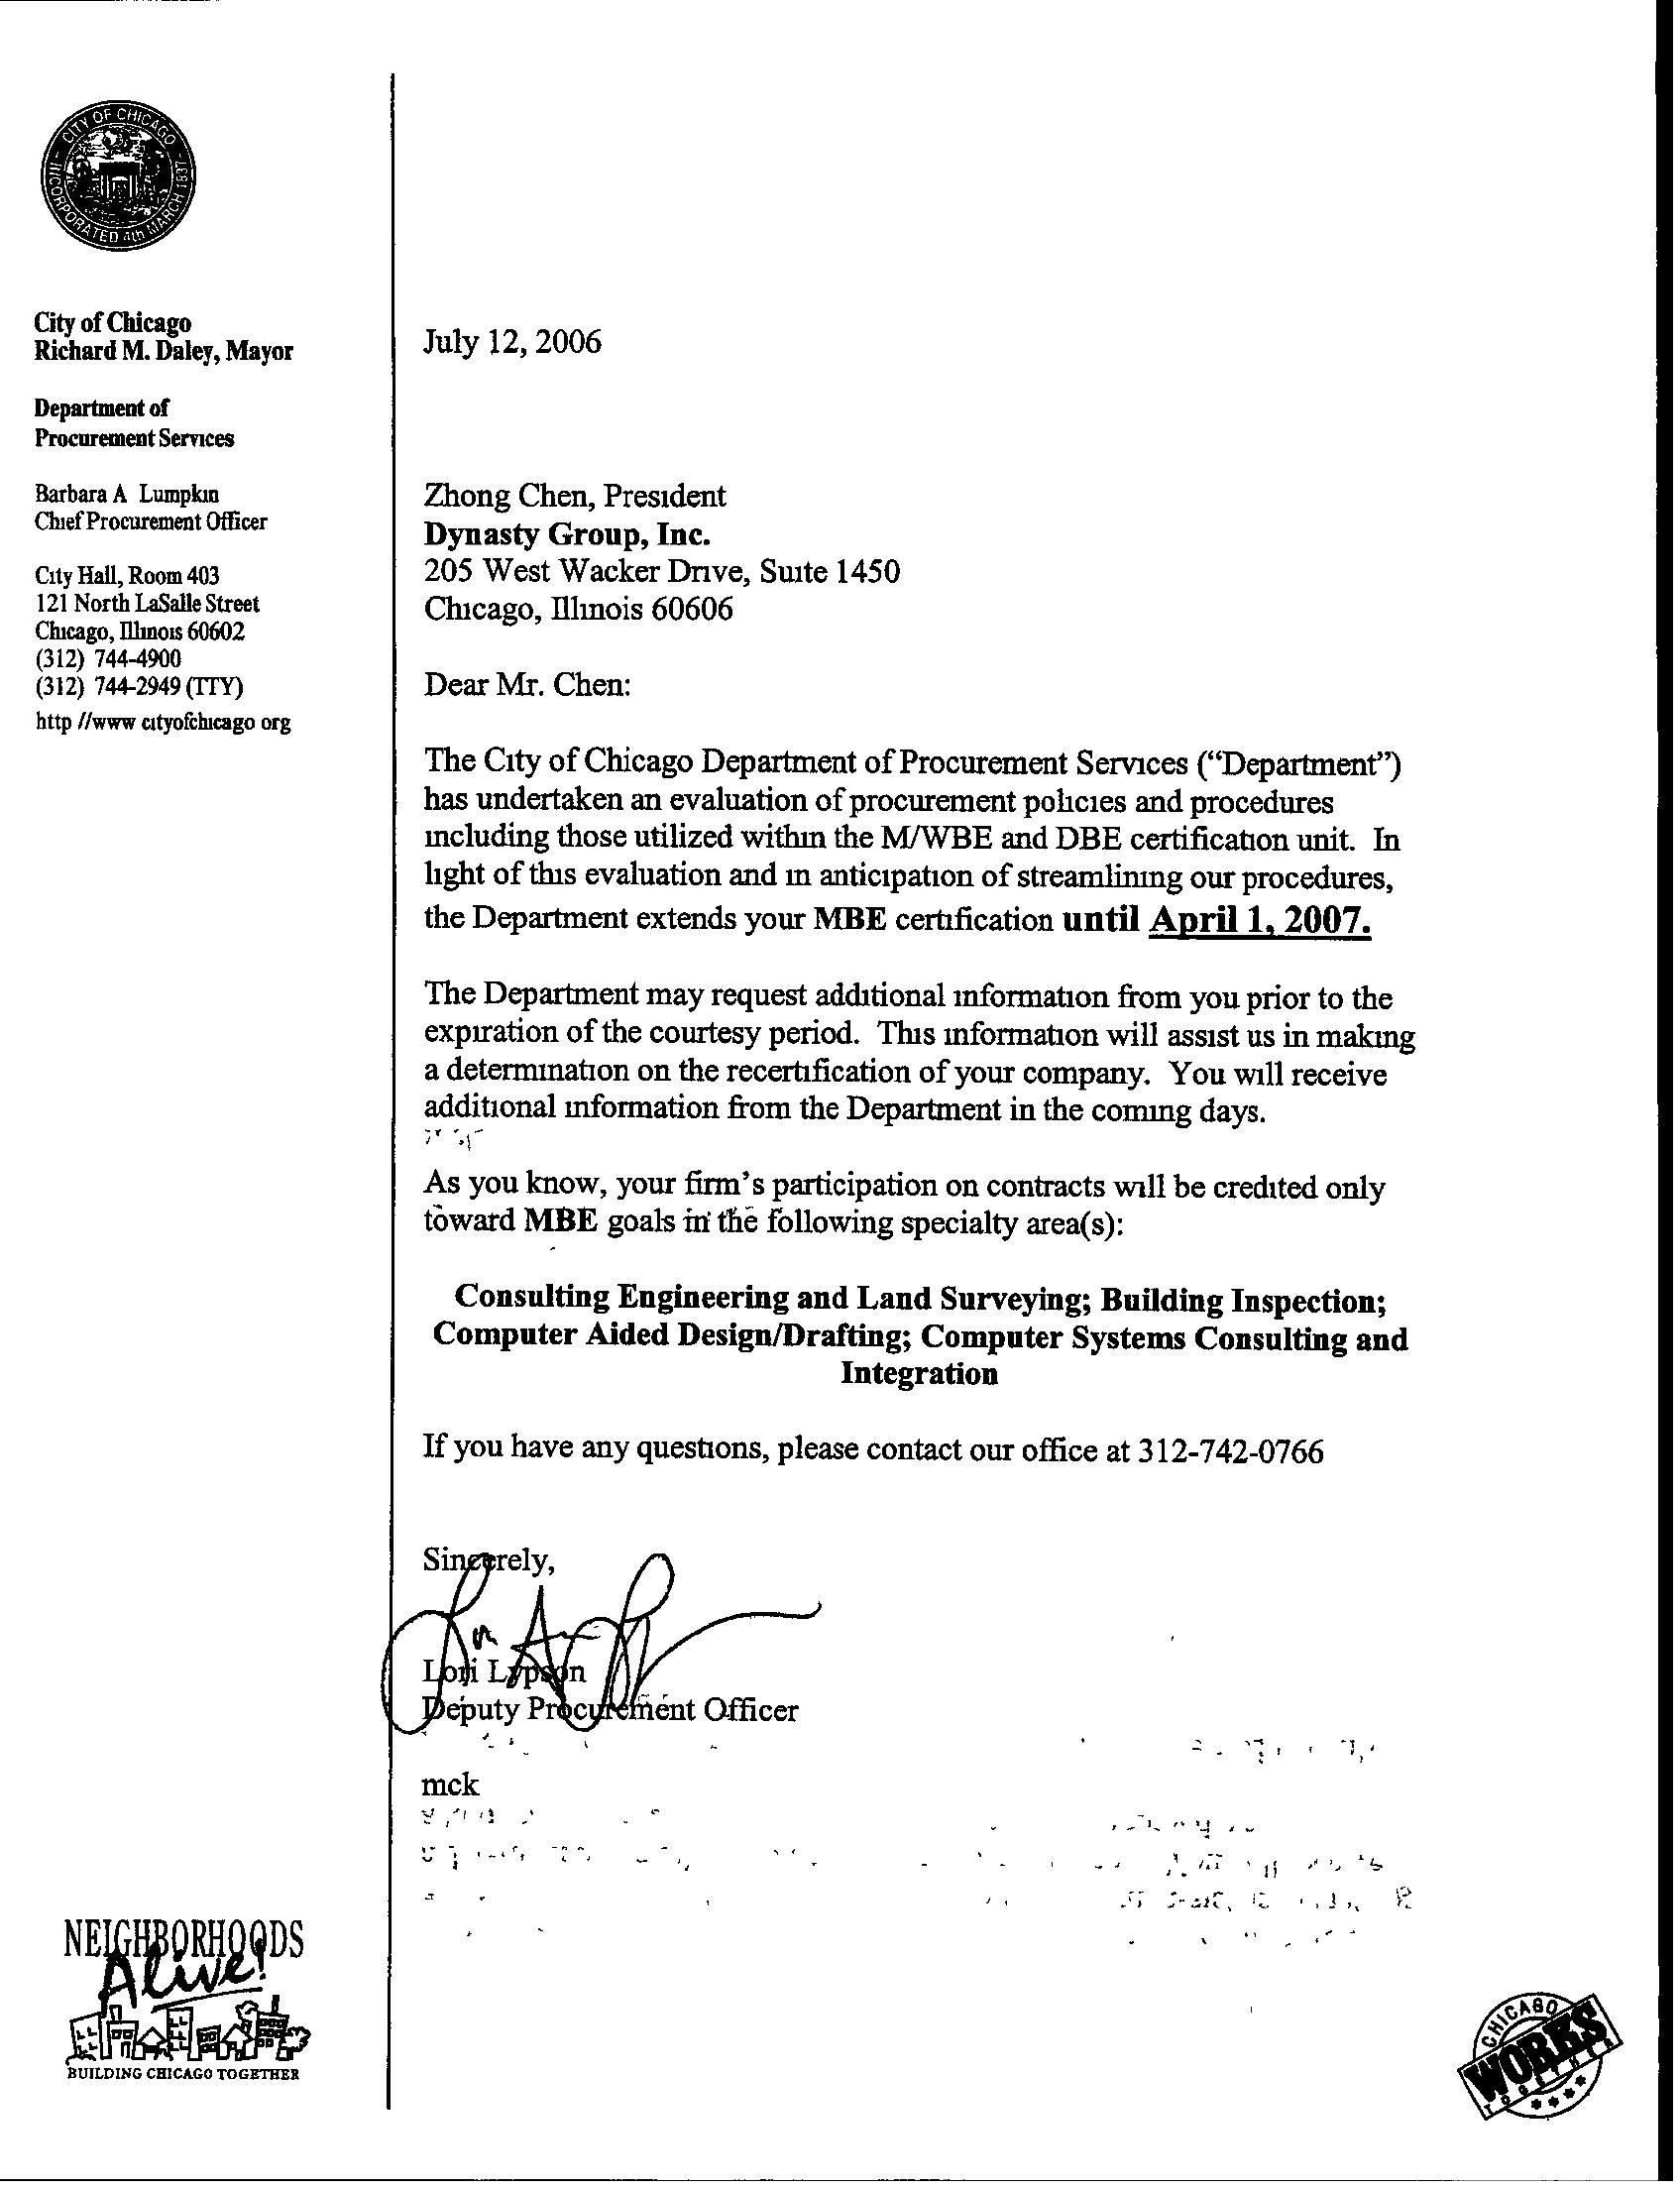 CITY OF CHICAGO
INCORPORATED 4th MARCH 1837
City of Chicago
Richard M. Daley, Mayor
Department of
Procurement Services
Barbara A Lumpkin
Chief Procurement Officer
City Hall, Room 403
121 North LaSalle Street
Chicago, Illinois 60602
(312) 744-4900
(312) 744-2949 (TTY)
http //www cityofchicago org
July 12, 2006
Zhong Chen, President
Dynasty Group, Inc.
205 West Wacker Drive, Suite 1450
Chicago, Illinois 60606
Dear Mr. Chen:
The City of Chicago Department of Procurement Services (“Department”)
has undertaken an evaluation of procurement policies and procedures
including those utilized within the M/WBE and DBE certification unit. In
light of this evaluation and in anticipation of streamlining our procedures,
the Department extends your MBE certification until April 1, 2007.
The Department may request additional information from you prior to the
expiration of the courtesy period. This information will assist us in making
a determination on the recertification of your company. You will receive
additional information from the Department in the coming days.
As you know, your firm's participation on contracts will be credited only
toward MBE goals in the following specialty area(s):
Consulting Engineering and Land Surveying; Building Inspection;
Computer Aided Design/Drafting; Computer Systems Consulting and
Integration
If you have any questions, please contact our office at 312-742-0766
Sincerely,
Lori Lypson
Deputy Procurement Officer
mck
NEIGHBORHOODS
Alive!
BUILDING CHICAGO TOGETHER
CHICAGO
WORKS
TOGETHER